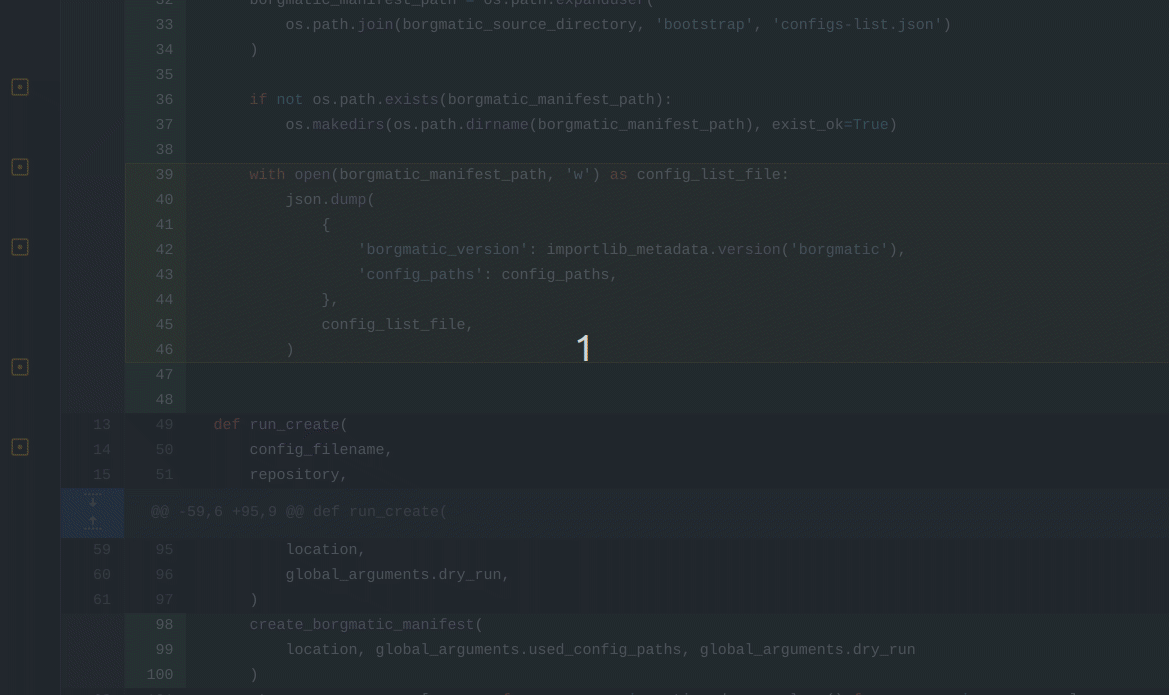 32 borgmatic_manifest_path = os.path.expanduser(
33 os.path.join(borgmatic_source_directory, 'bootstrap', 'configs-list.json')
34 )
35
36 if not os.path.exists(borgmatic_manifest_path):
37 os.makedirs(os.path.dirname(borgmatic_manifest_path), exist_ok=True)
38
39 with open(borgmatic_manifest_path, 'w') as config_list_file:
40 json.dump(
41 {
42 'borgmatic_version': importlib_metadata.version('borgmatic'),
43 'config_paths': config_paths,
44 },
45 config_list_file,
1
46 )
47
48
13 49 def run_create(
14 50 config_filename,
15 51 repository,
@@ -59,6 +95,9 @@ def run_create(
59 95 location,
60 96 global_arguments.dry_run,
61 97 )
98 create_borgmatic_manifest(
99 location, global_arguments.used_config_paths, global_arguments.dry_run
100 )